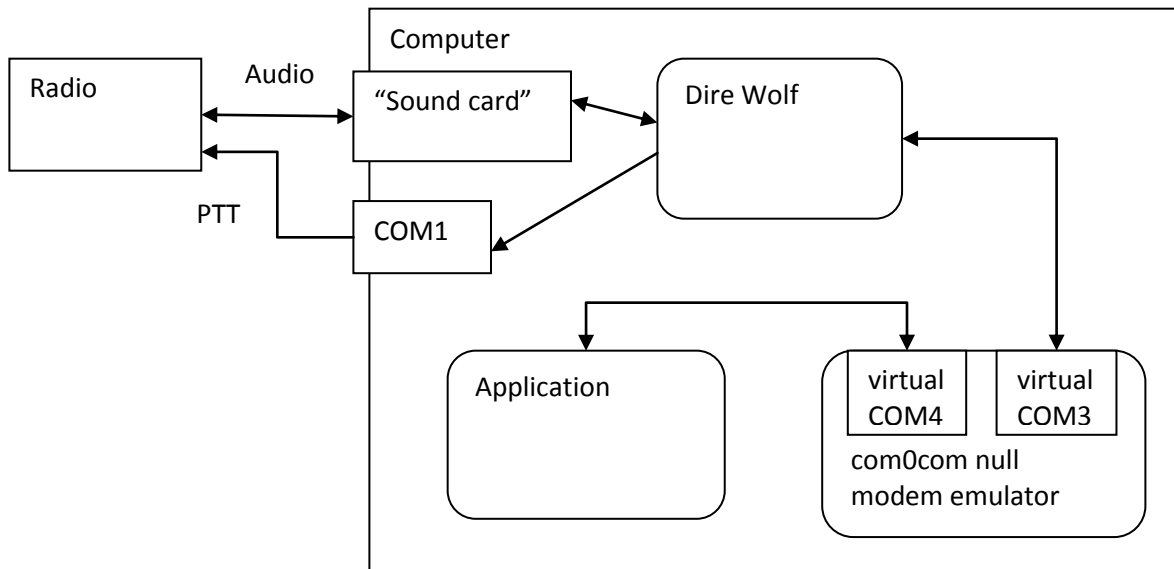 Computer
Radio
Audio
“Sound card”
Dire Wolf
PTT
COM1
Application
virtual
COM4
virtual
COM3
com0com null
modem emulator